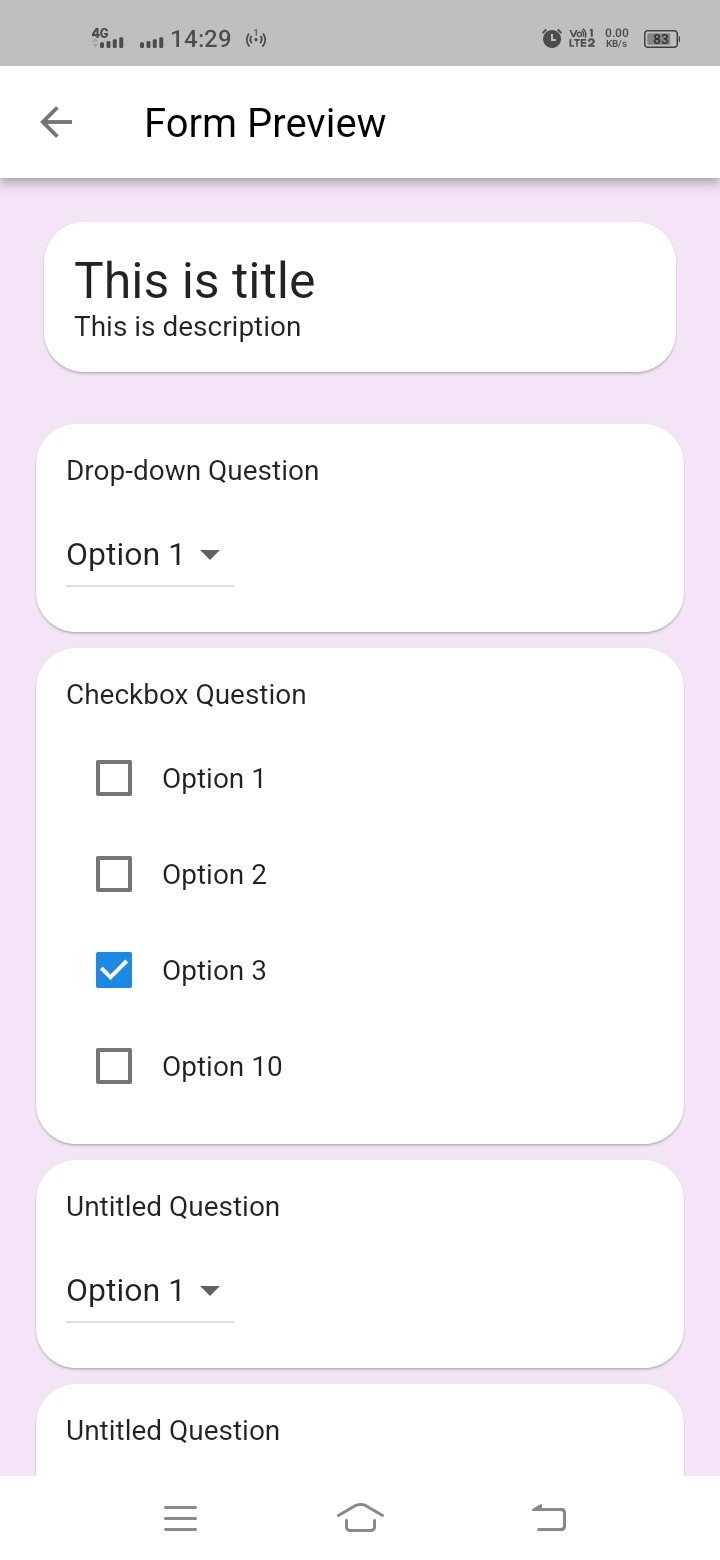 4G 14:29 1 Vo)) 1 LTE2 0.00 KB/s 83
Form Preview
This is title
This is description
Drop-down Question
Option 1
Checkbox Question
Option 1
Option 2
Option 3
Option 10
Untitled Question
Option 1
Untitled Question